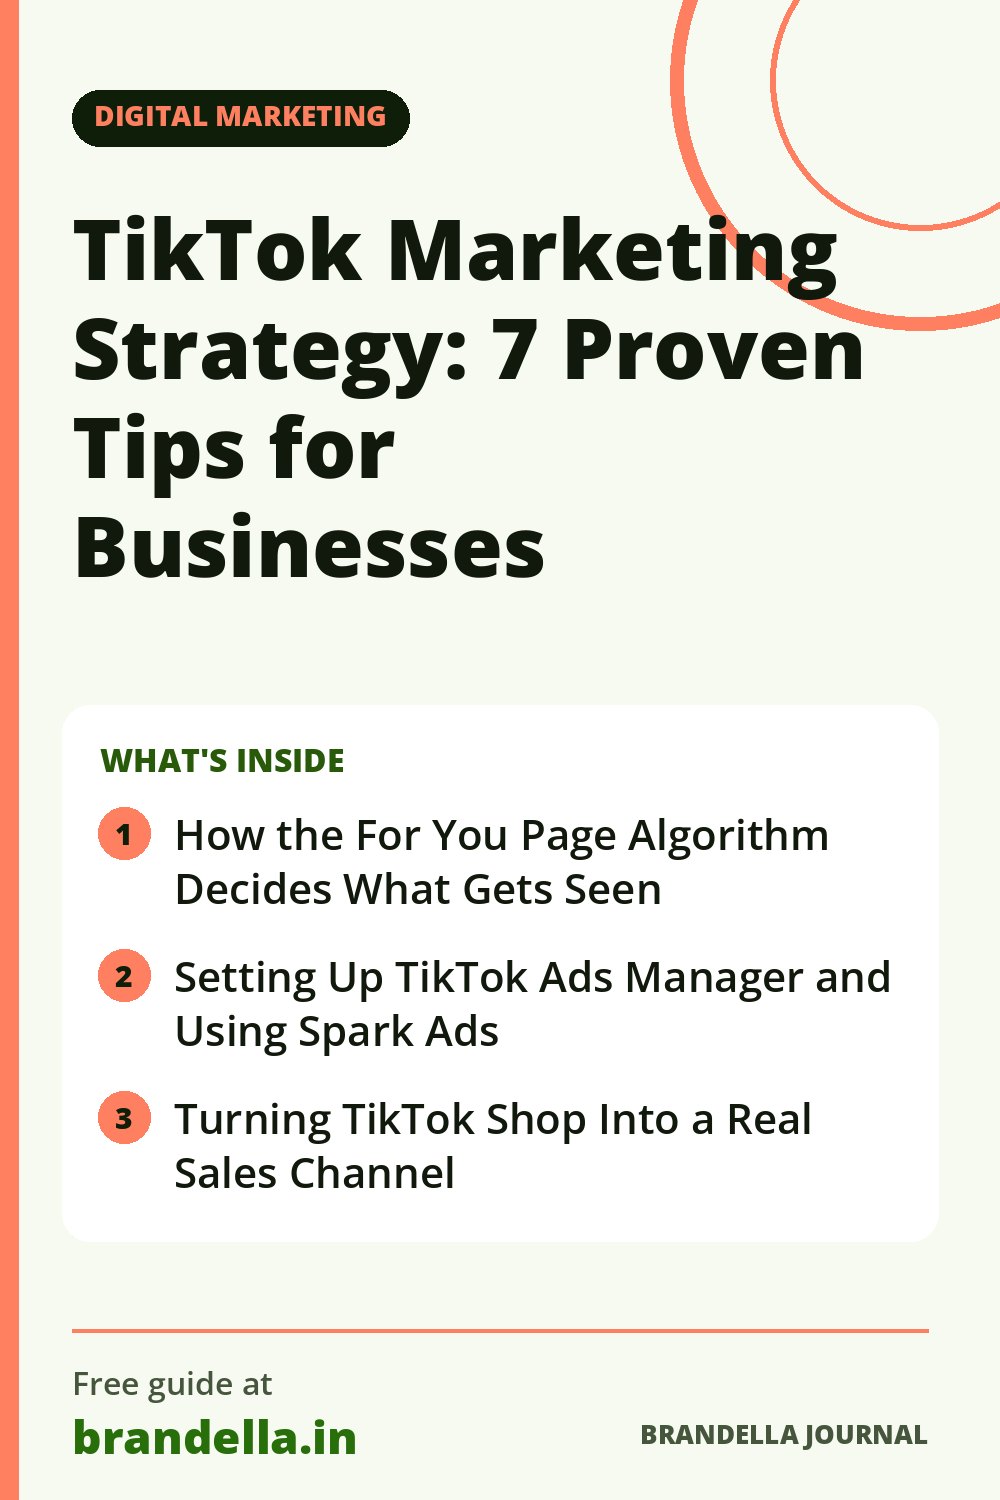 DIGITAL MARKETING
TikTok Marketing
Strategy: 7 Proven
Tips for
Businesses
WHAT'S INSIDE
1 How the For You Page Algorithm
Decides What Gets Seen
2 Setting Up TikTok Ads Manager and
Using Spark Ads
3 Turning TikTok Shop Into a Real
Sales Channel
Free guide at
brandella.in
BRANDELLA JOURNAL